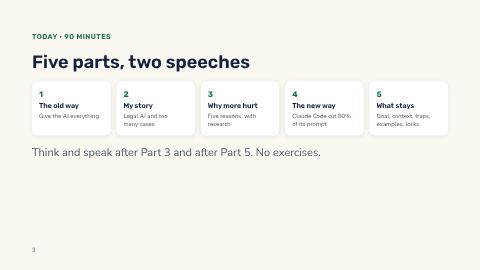 TODAY · 90 MINUTES
Five parts, two speeches
1
The old way
Give the AI everything
2
My story
Legal AI and too
many cases
3
Why more hurt
Five reasons, with
research
4
The new way
Claude Code cut 80%
of its prompt
5
What stays
Goal, context, traps,
examples, looks
Think and speak after Part 3 and after Part 5. No exercises.
3